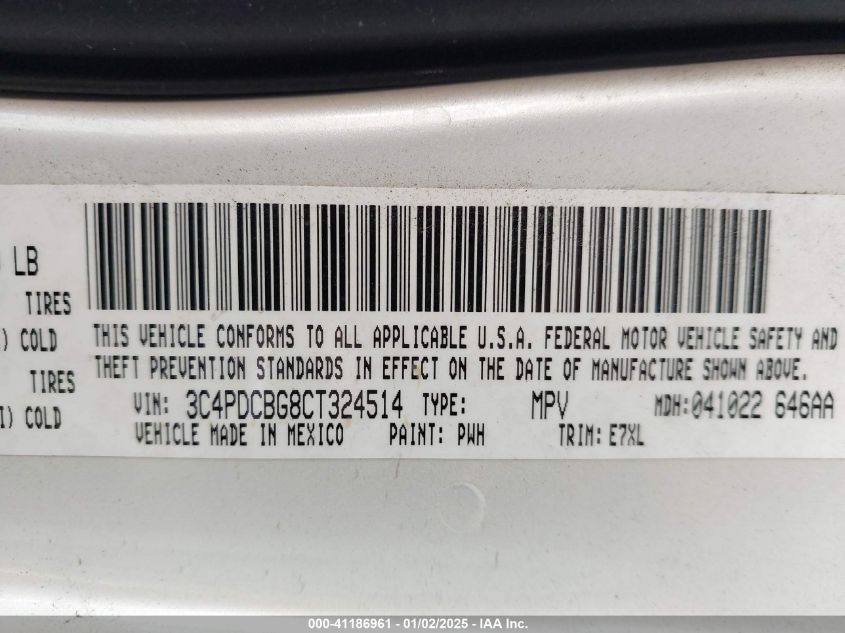 LB
TIRES
) COLD
TIRES
I) COLD
THIS VEHICLE CONFORMS TO ALL APPLICABLE U.S.A. FEDERAL MOTOR VEHICLE SAFETY AND
THEFT PREVENTION STANDARDS IN EFFECT ON THE DATE OF MANUFACTURE SHOWN ABOVE.
VIN: 3C4PDCBG8CT324514 TYPE: MPV MDH:041022 646AA
VEHICLE MADE IN MEXICO PAINT: PWH TRIM: E7XL
000-41186961 - 01/02/2025 - IAA Inc.